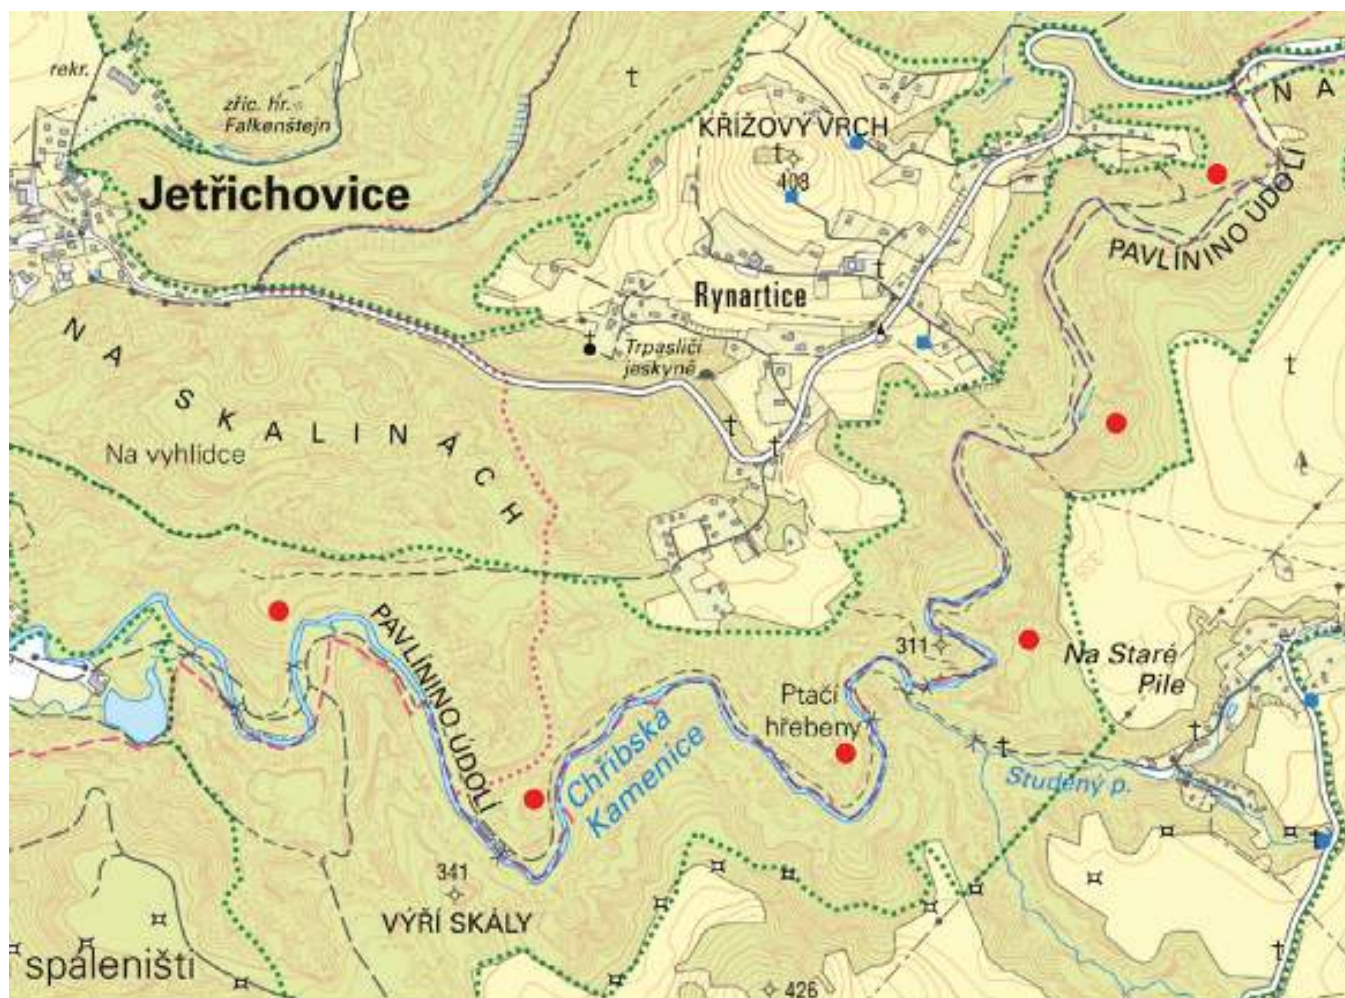 rekr.
zříc. hr.
Falkenštejn
KŘÍŽOVÝ VRCH
408
N A
Jetřichovice
PAVLÍNINO ÚDOLÍ
Rynartice
Trpasličí
jeskyně
N A S K A L I N Á C H
Na vyhlídce
PAVLÍNINO ÚDOLÍ
311
Na Staré
Pile
Ptačí
hřebeny
Chřibská
Kamenice
Studený p.
341
VÝŘÍ SKÁLY
spáleništi
426